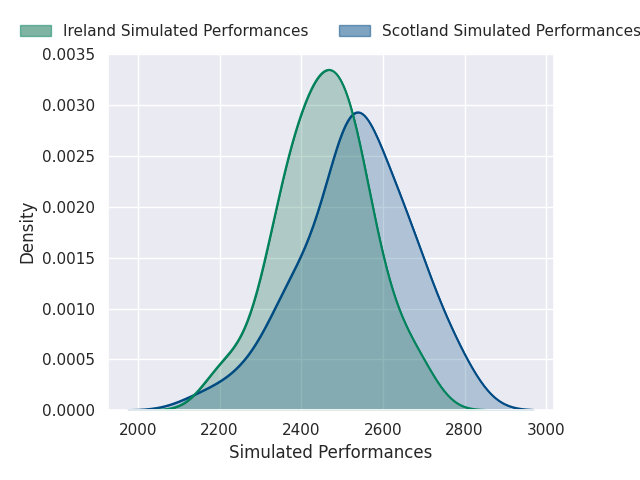 Ireland Simulated Performances
Scotland Simulated Performances
0.0035
0.0030
0.0025
0.0020
0.0015
0.0010
0.0005
0.0000
Density
2000 2200 2400 2600 2800 3000
Simulated Performances